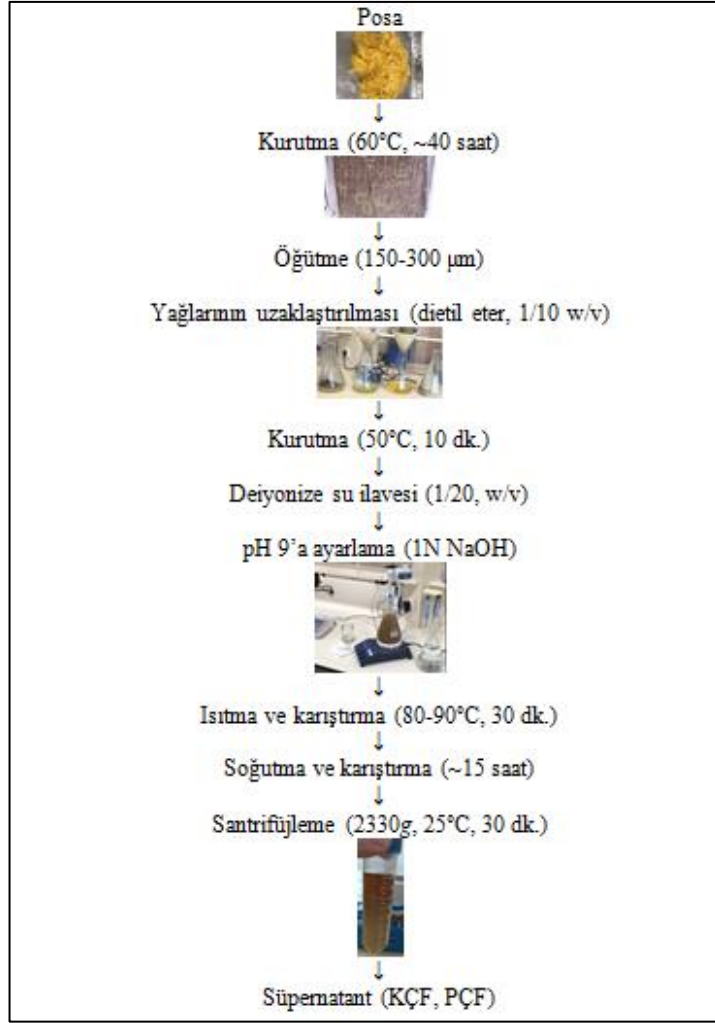 Posa
↓
Kurutma (60°C, ~40 saat)
↓
Öğütme (150-300 µm)
↓
Yağlarının uzaklaştırılması (dietil eter, 1/10 w/v)
↓
Kurutma (50°C, 10 dk.)
↓
Deiyonize su ilavesi (1/20, w/v)
↓
pH 9’a ayarlama (1N NaOH)
↓
Isıtma ve karıştırma (80-90°C, 30 dk.)
↓
Soğutma ve karıştırma (~15 saat)
↓
Santrifüjleme (2330g, 25°C, 30 dk.)
↓
Süpernatant (KÇF, PÇF)